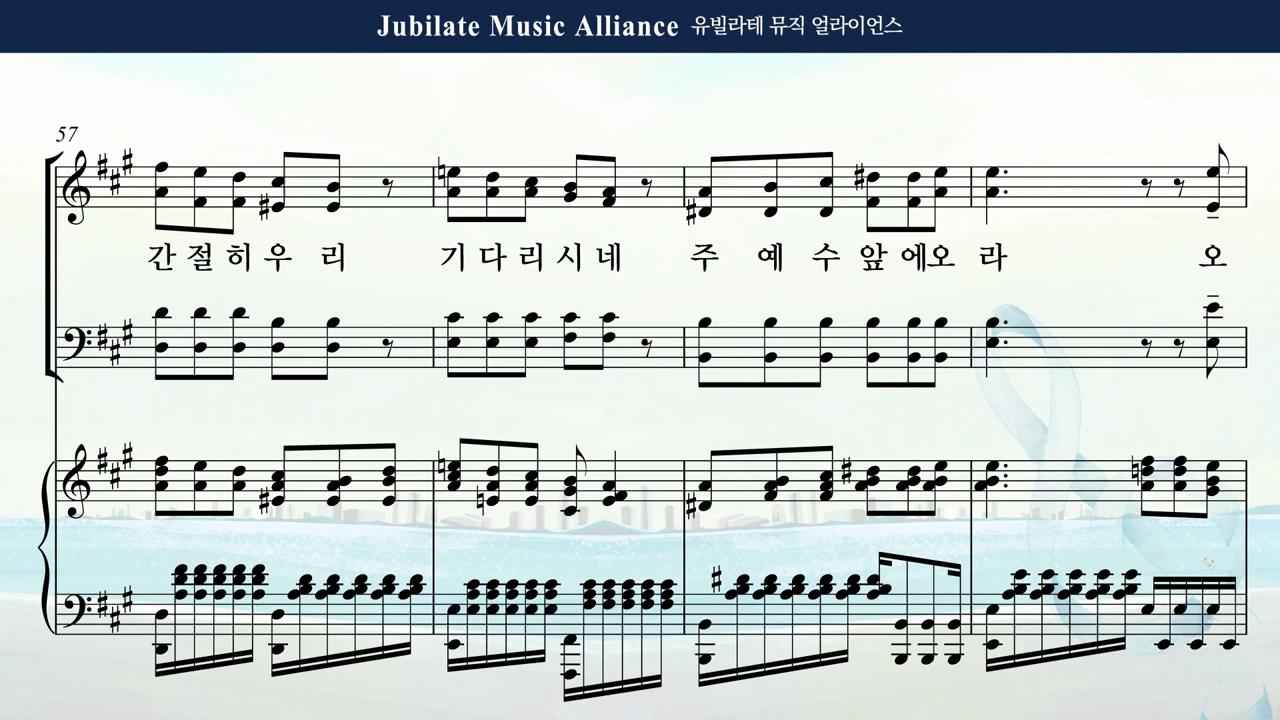 Jubilate Music Alliance 유빌라테 뮤직 얼라이언스
57
간 절 히 우 리 기 다 리 시 네 주 예 수 앞 에 오 라 오